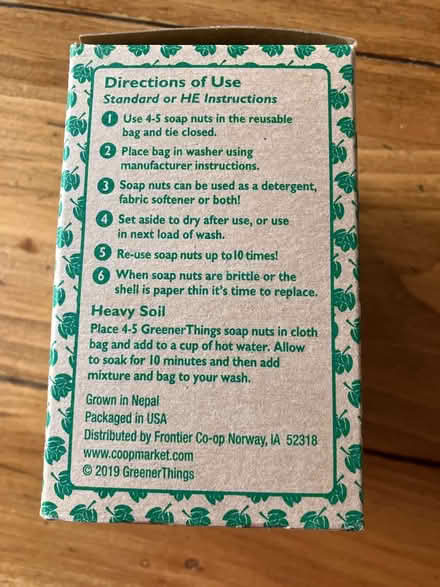 Directions of Use
Standard or HE Instructions
1 Use 4-5 soap nuts in the reusable
bag and tie closed.
2 Place bag in washer using
manufacturer instructions.
3 Soap nuts can be used as a detergent,
fabric softener or both!
4 Set aside to dry after use, or use
in next load of wash.
5 Re-use soap nuts up to10 times!
6 When soap nuts are brittle or the
shell is paper thin it's time to replace.
Heavy Soil
Place 4-5 GreenerThings soap nuts in cloth
bag and add to a cup of hot water. Allow
to soak for 10 minutes and then add
mixture and bag to your wash.
Grown in Nepal
Packaged in USA
Distributed by Frontier Co-op Norway, IA 52318
www.coopmarket.com
© 2019 GreenerThings